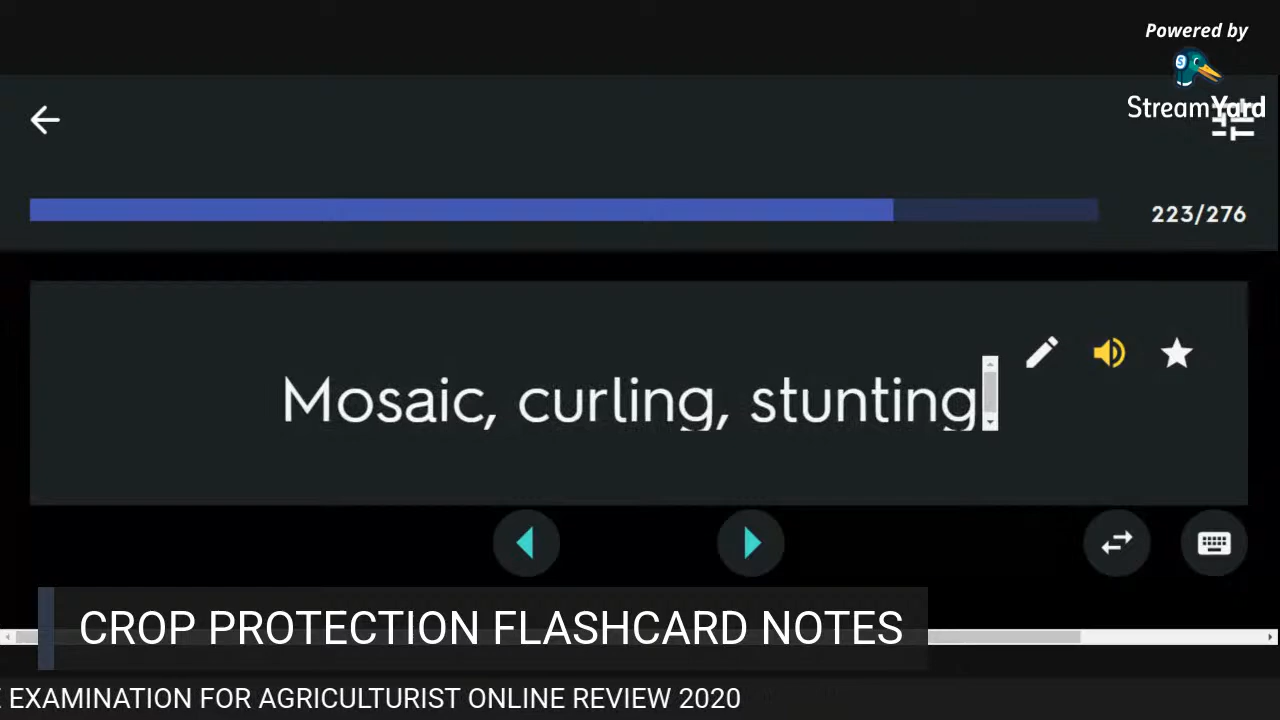 Powered by
StreamYard
223/276
Mosaic, curling, stunting
CROP PROTECTION FLASHCARD NOTES
EXAMINATION FOR AGRICULTURIST ONLINE REVIEW 2020